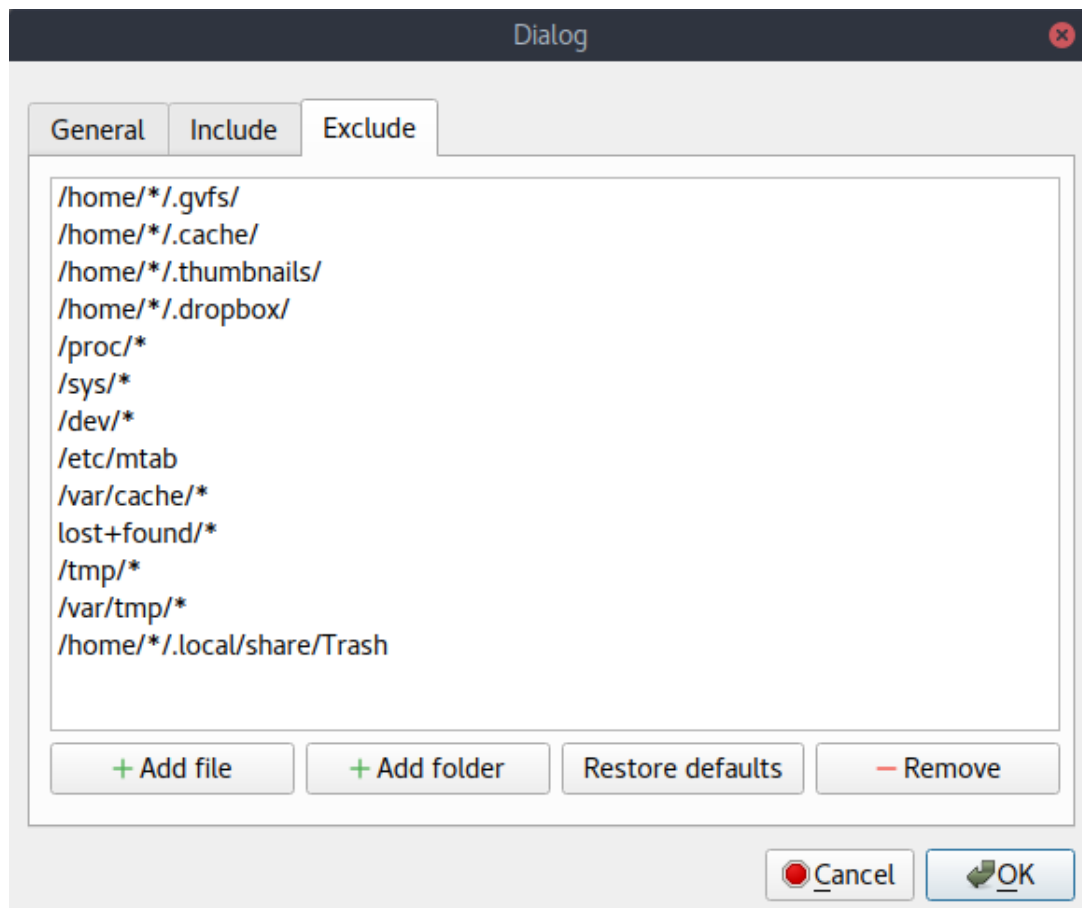 Dialog
General Include Exclude
/home/*/.gvfs/
/home/*/.cache/
/home/*/.thumbnails/
/home/*/.dropbox/
/proc/*
/sys/*
/dev/*
/etc/mtab
/var/cache/*
lost+found/*
/tmp/*
/var/tmp/*
/home/*/.local/share/Trash
+ Add file + Add folder Restore defaults − Remove
Cancel OK